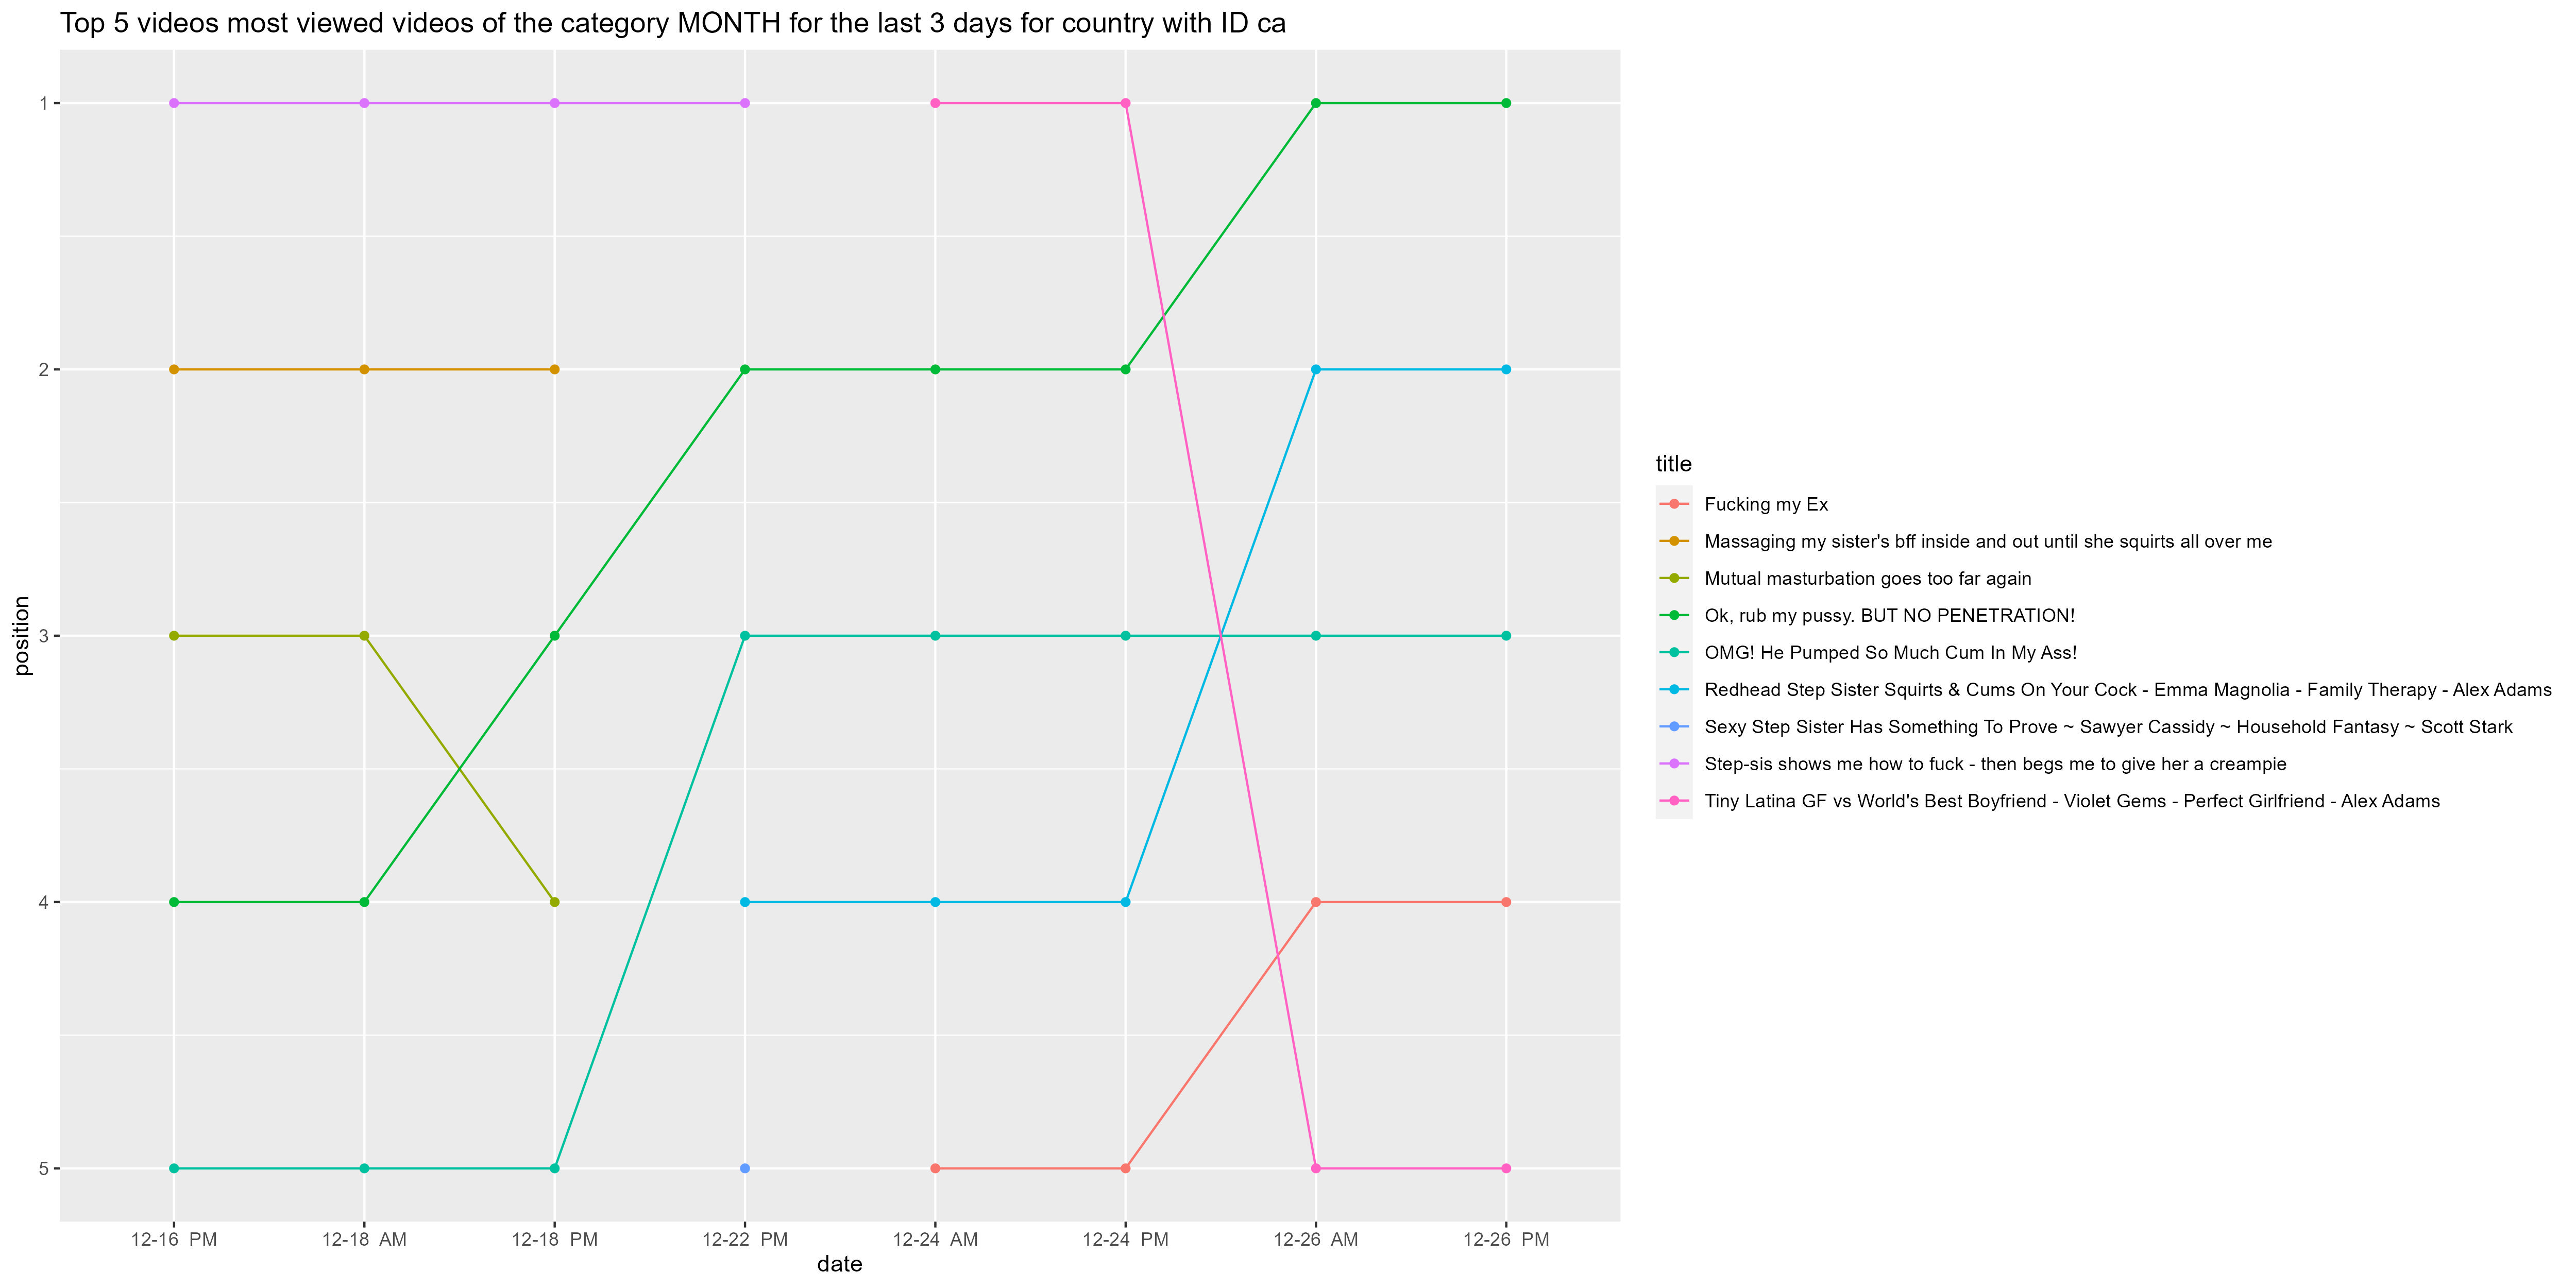 Top 5 videos most viewed videos of the category MONTH for the last 3 days for country with ID ca
position
1
2
3
4
5
12-16 PM
12-18 AM
12-18 PM
12-22 PM
12-24 AM
12-24 PM
12-26 AM
12-26 PM
date
title
Fucking my Ex
Massaging my sister's bff inside and out until she squirts all over me
Mutual masturbation goes too far again
Ok, rub my pussy. BUT NO PENETRATION!
OMG! He Pumped So Much Cum In My Ass!
Redhead Step Sister Squirts & Cums On Your Cock - Emma Magnolia - Family Therapy - Alex Adams
Sexy Step Sister Has Something To Prove ~ Sawyer Cassidy ~ Household Fantasy ~ Scott Stark
Step-sis shows me how to fuck - then begs me to give her a creampie
Tiny Latina GF vs World's Best Boyfriend - Violet Gems - Perfect Girlfriend - Alex Adams